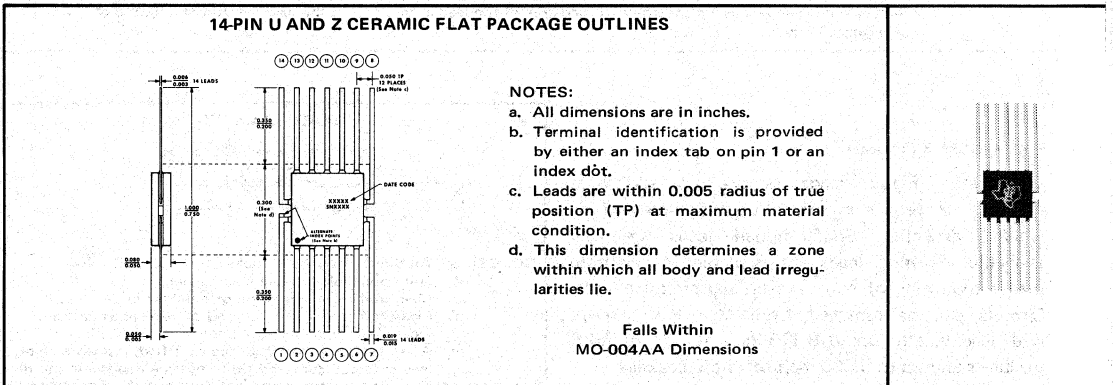 14-PIN U AND Z CERAMIC FLAT PACKAGE OUTLINES
14 13 12 11 10 9 8
0.006
0.003
14 LEADS
0.050 TP
12 PLACES
(See Note c)
0.350
0.200
DATE CODE
XXXXX
SNXXXX
0.300
(See
Note d)
1.000
0.750
ALTERNATE
INDEX POINTS
(See Note b)
0.080
0.050
0.350
0.200
0.050
0.019
0.015
14 LEADS
1 2 3 4 5 6 7
NOTES:
a. All dimensions are in inches.
b. Terminal identification is provided
by either an index tab on pin 1 or an
index dot.
c. Leads are within 0.005 radius of true
position (TP) at maximum material
condition.
d. This dimension determines a zone
within which all body and lead irregu-
larities lie.
Falls Within
MO-004AA Dimensions